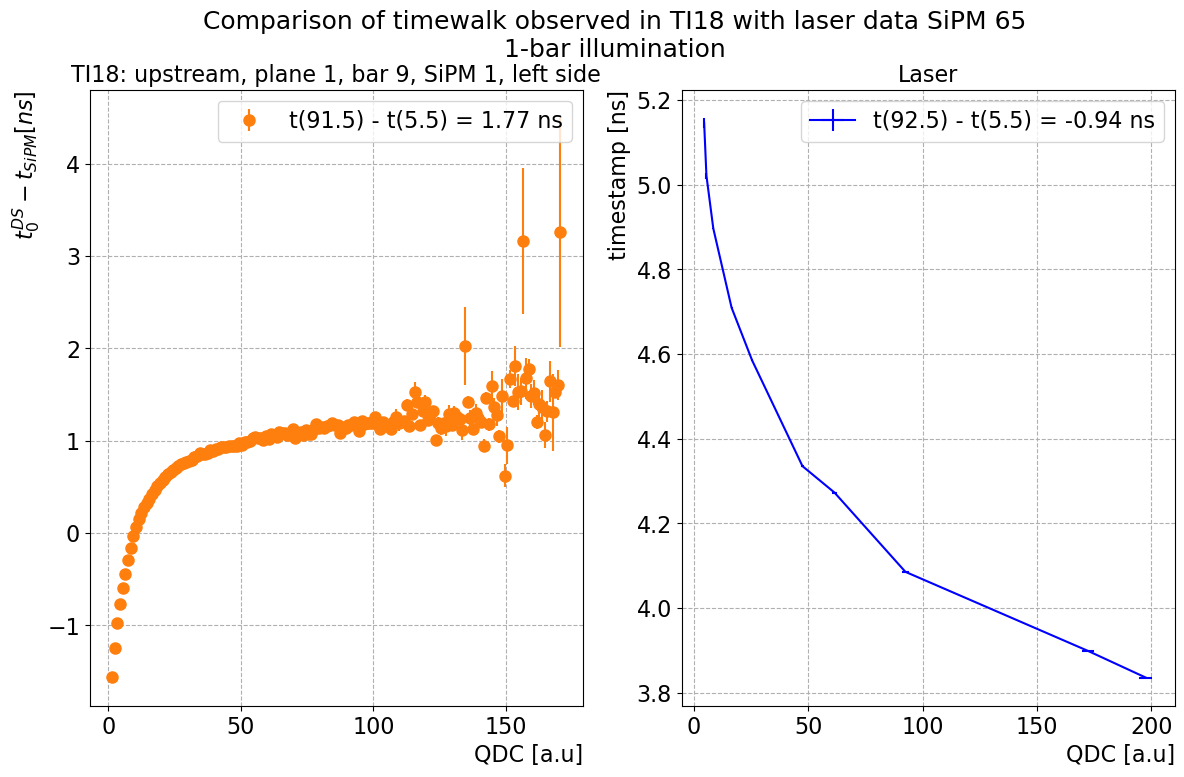 Comparison of timewalk observed in TI18 with laser data SiPM 65
1-bar illumination
TI18: upstream, plane 1, bar 9, SiPM 1, left side
t(91.5) - t(5.5) = 1.77 ns
t_0^{DS} − t_{SiPM}[ns]
4
3
2
1
0
−1
0
50
100
150
QDC [a.u]
Laser
t(92.5) - t(5.5) = -0.94 ns
timestamp [ns]
5.2
5.0
4.8
4.6
4.4
4.2
4.0
3.8
0
50
100
150
200
QDC [a.u]